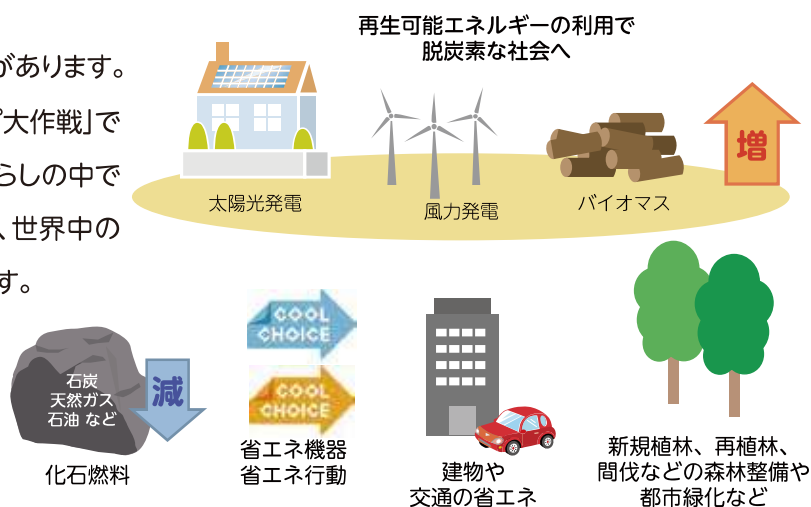 再生可能エネルギーの利用で
脱炭素な社会へ
があります。
大作戦」で
らしの中で
、世界中の
す。
太陽光発電
風力発電
バイオマス
増
石炭
天然ガス
石油 など
減
化石燃料
COOL
CHOICE
COOL
CHOICE
省エネ機器
省エネ行動
建物や
交通の省エネ
新規植林、再植林、
間伐などの森林整備や
都市緑化など